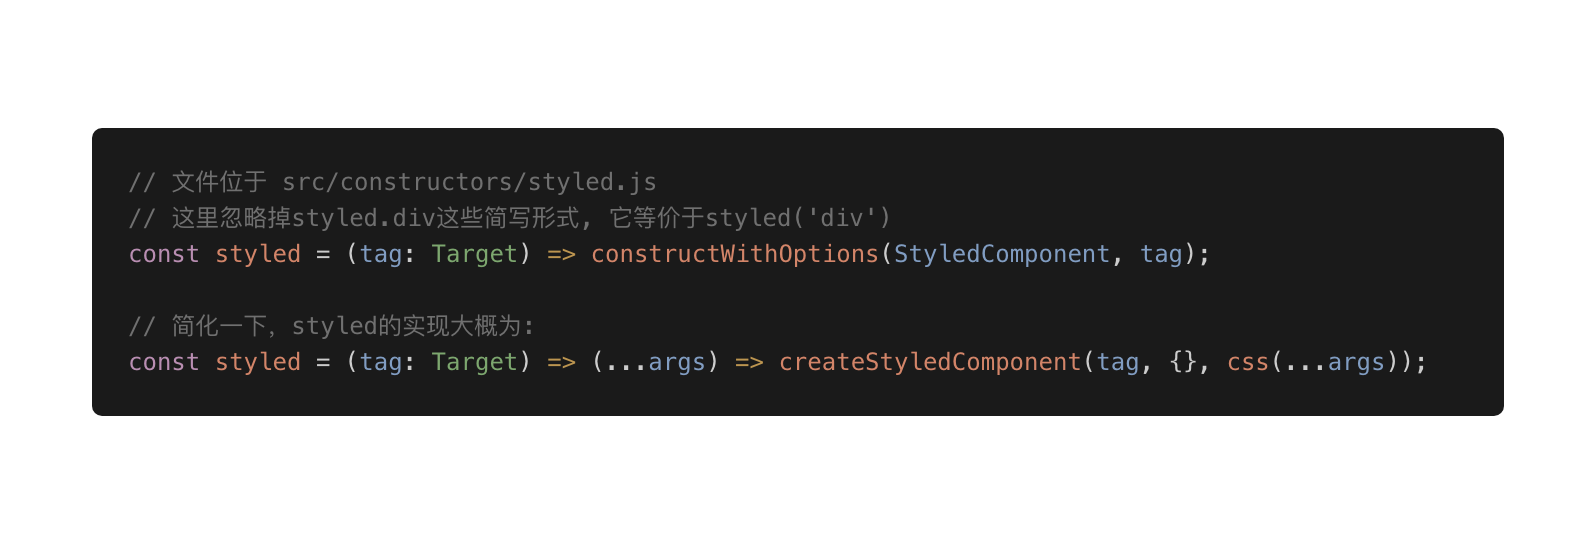 // 文件位于 src/constructors/styled.js
// 这里忽略掉styled.div这些简写形式, 它等价于styled('div')
const styled = (tag: Target) => constructWithOptions(StyledComponent, tag);
// 简化一下，styled的实现大概为:
const styled = (tag: Target) => (...args) => createStyledComponent(tag, {}, css(...args));